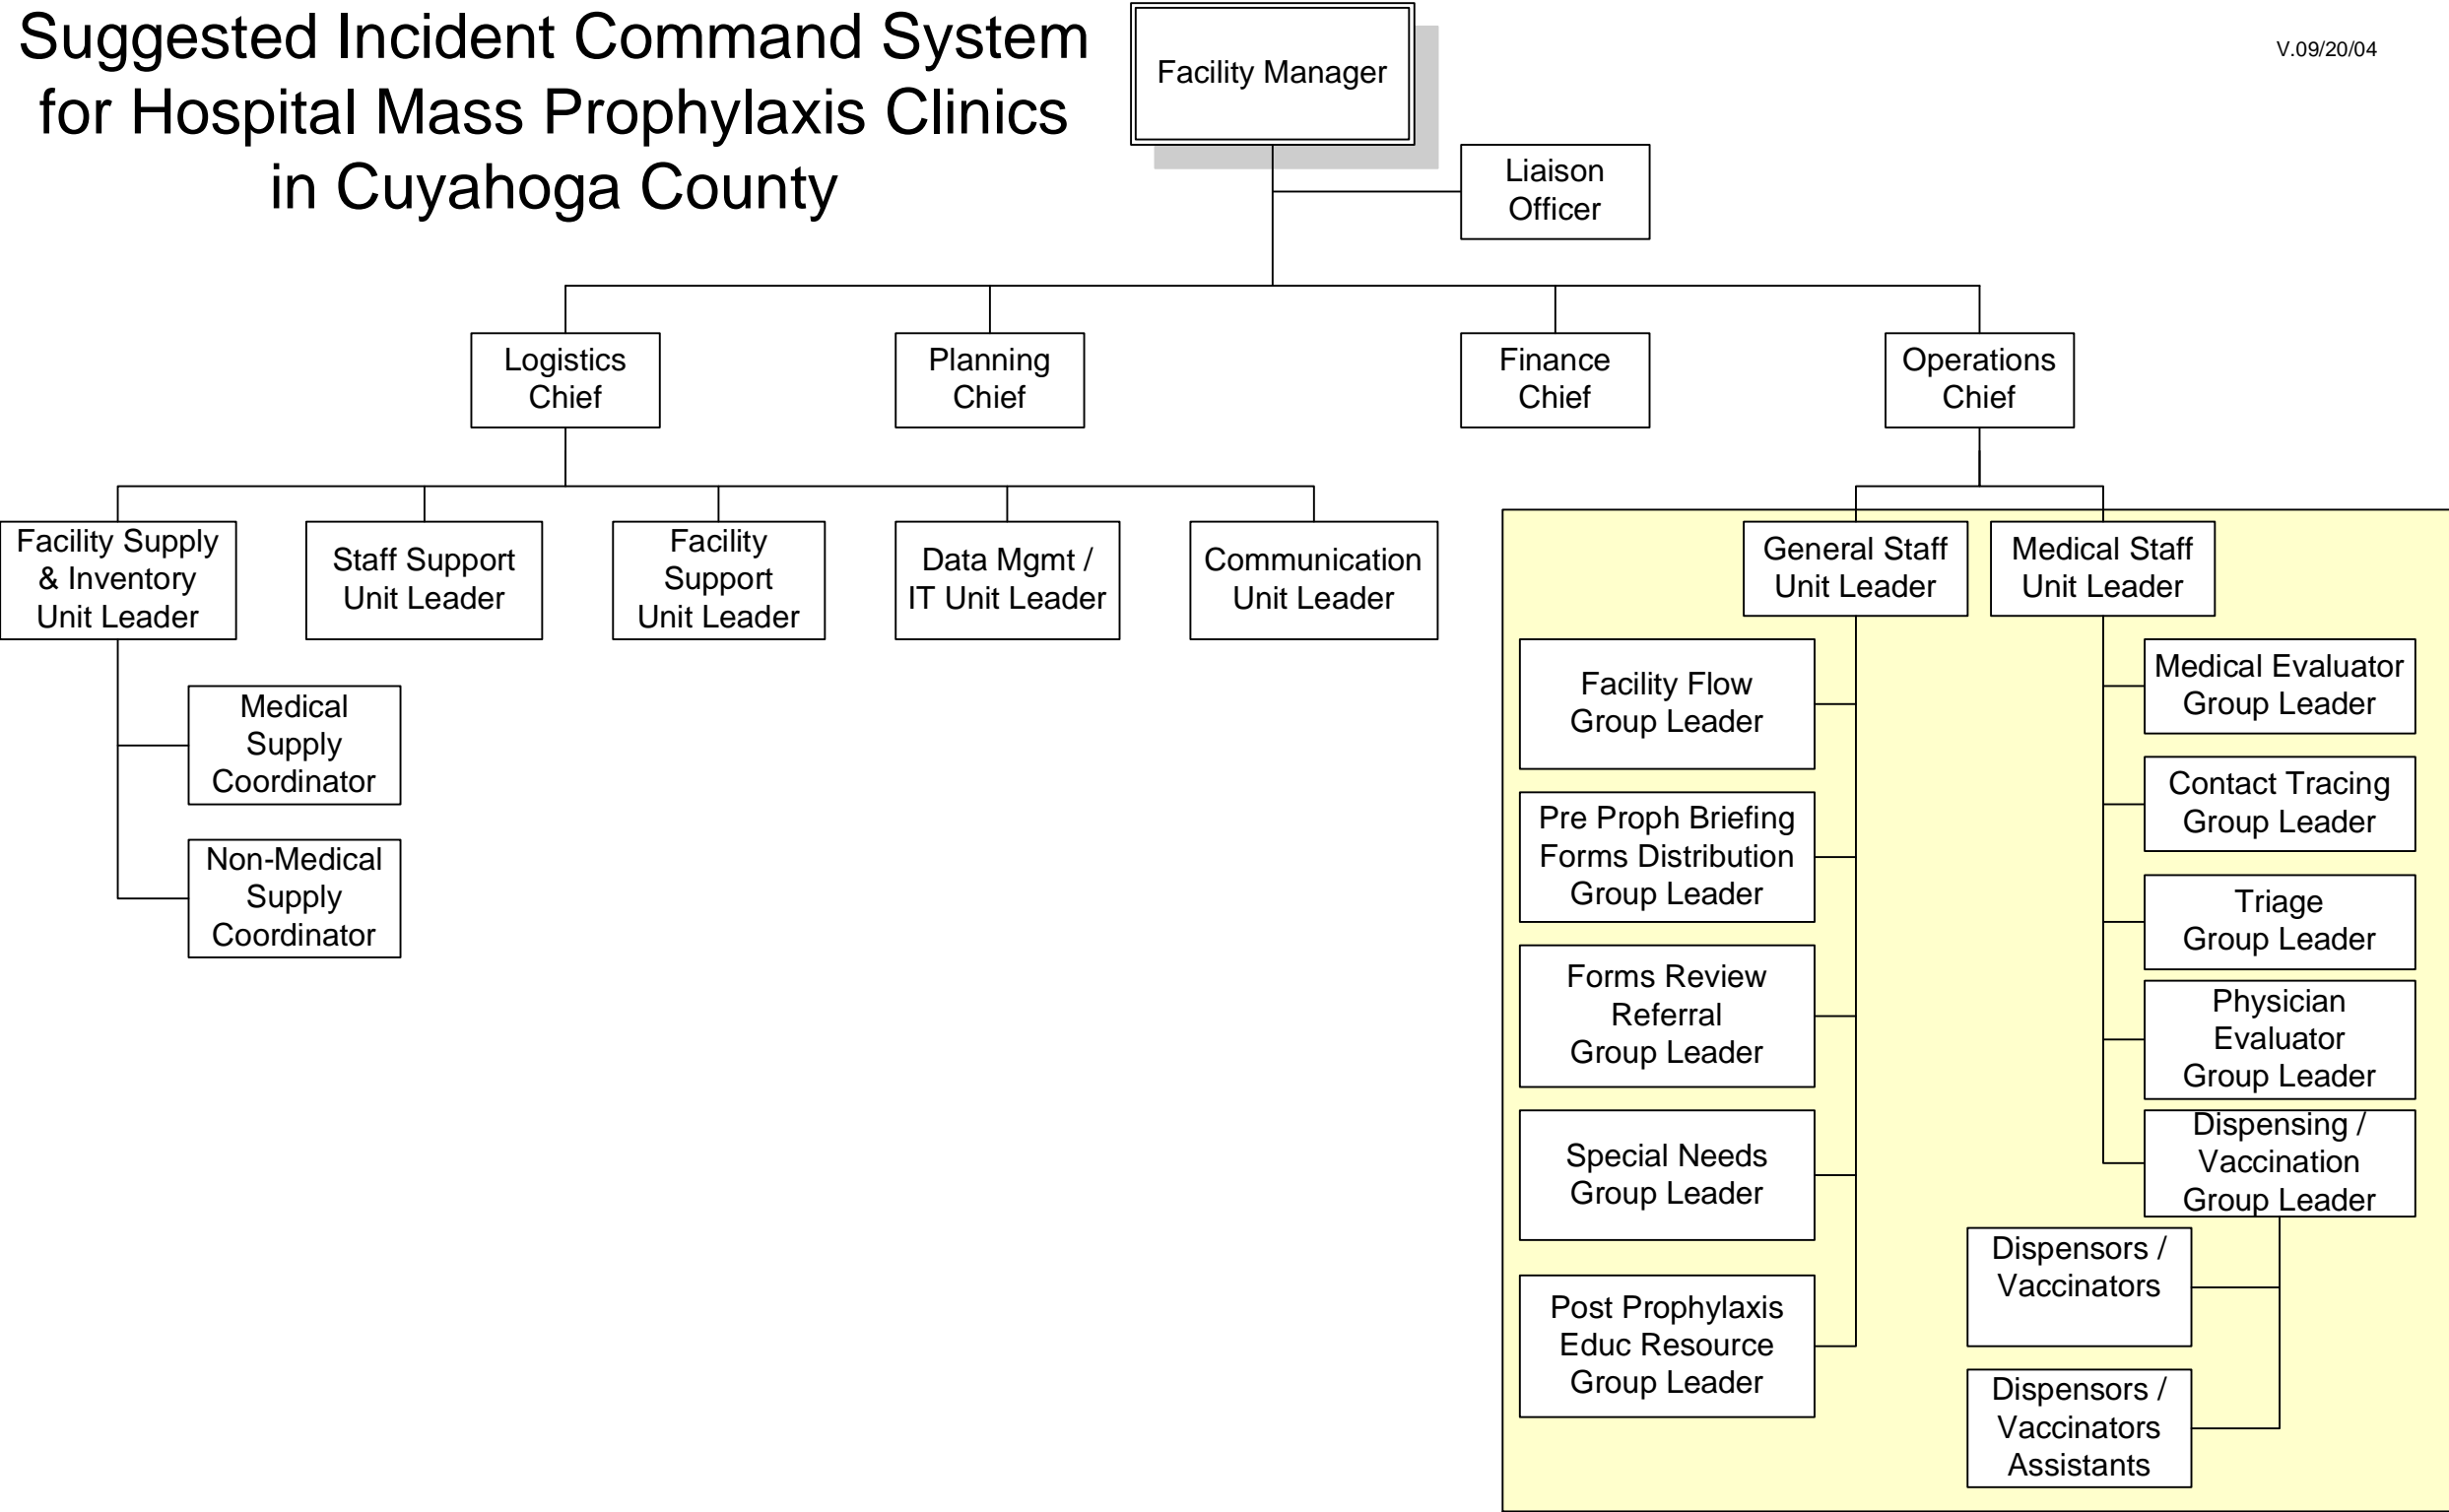 Suggested Incident Command System
for Hospital Mass Prophylaxis Clinics
in Cuyahoga County
Facility Manager
V.09/20/04
Liaison
Officer
Logistics
Chief
Planning
Chief
Finance
Chief
Operations
Chief
Facility Supply
& Inventory
Unit Leader
Staff Support
Unit Leader
Facility
Support
Unit Leader
Data Mgmt /
IT Unit Leader
Communication
Unit Leader
General Staff
Unit Leader
Medical Staff
Unit Leader
Medical
Supply
Coordinator
Non-Medical
Supply
Coordinator
Facility Flow
Group Leader
Pre Proph Briefing
Forms Distribution
Group Leader
Forms Review
Referral
Group Leader
Special Needs
Group Leader
Post Prophylaxis
Educ Resource
Group Leader
Medical Evaluator
Group Leader
Contact Tracing
Group Leader
Triage
Group Leader
Physician
Evaluator
Group Leader
Dispensing /
Vaccination
Group Leader
Dispensors /
Vaccinators
Dispensors /
Vaccinators
Assistants